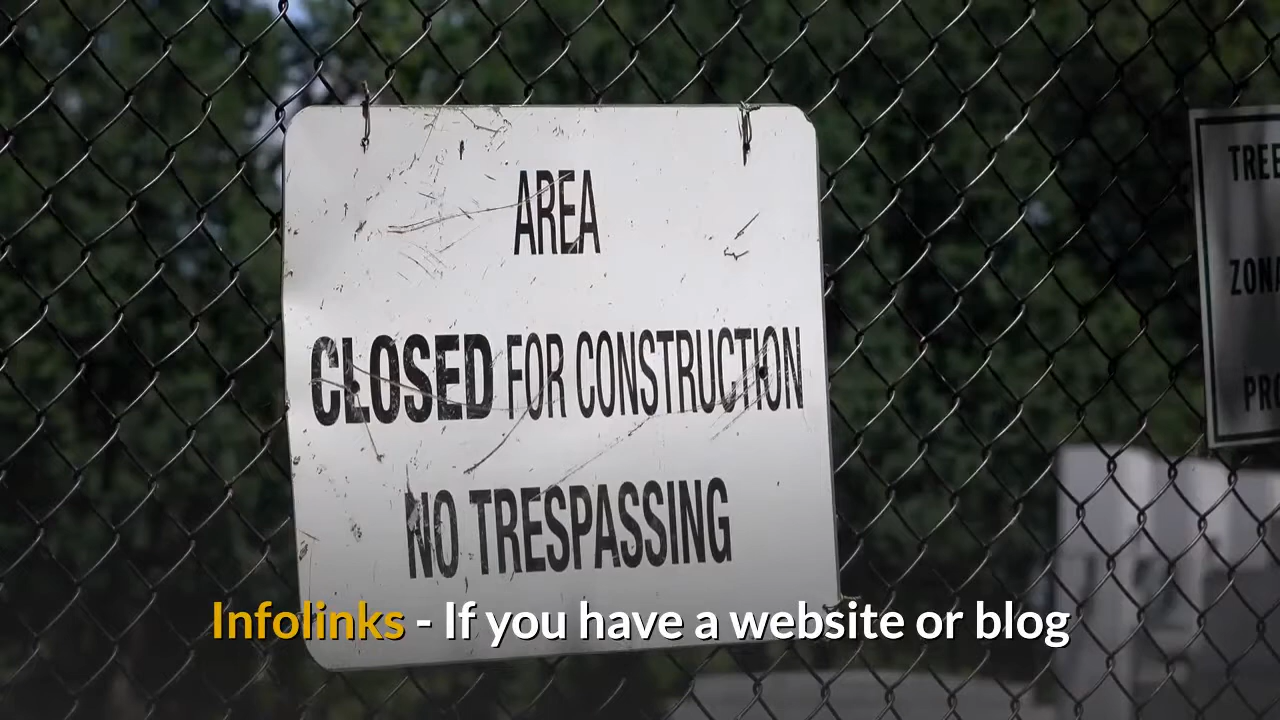 AREA
CLOSED FOR CONSTRUCTION
NO TRESPASSING
Infolinks - If you have a website or blog